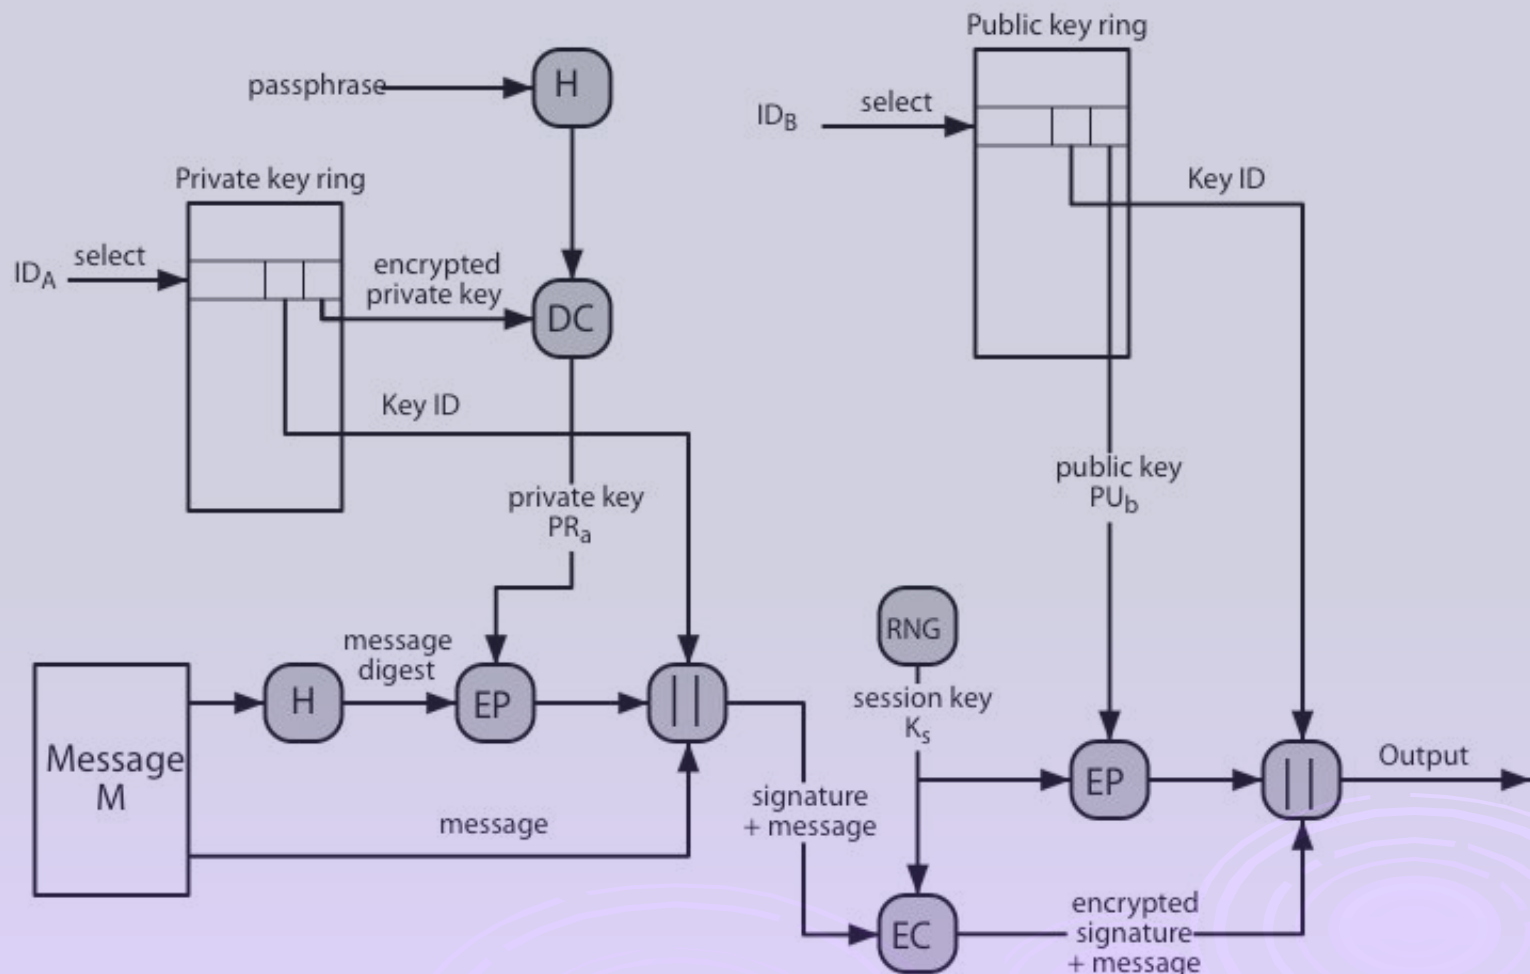 Public key ring
passphrase
H
ID_B
select
Private key ring
Key ID
ID_A
select
encrypted
private key
DC
Key ID
private key
PR_a
public key
PU_b
RNG
message
digest
session key
K_s
Message
M
H
EP
||
EP
||
Output
signature
+ message
message
EC
encrypted
signature
+ message